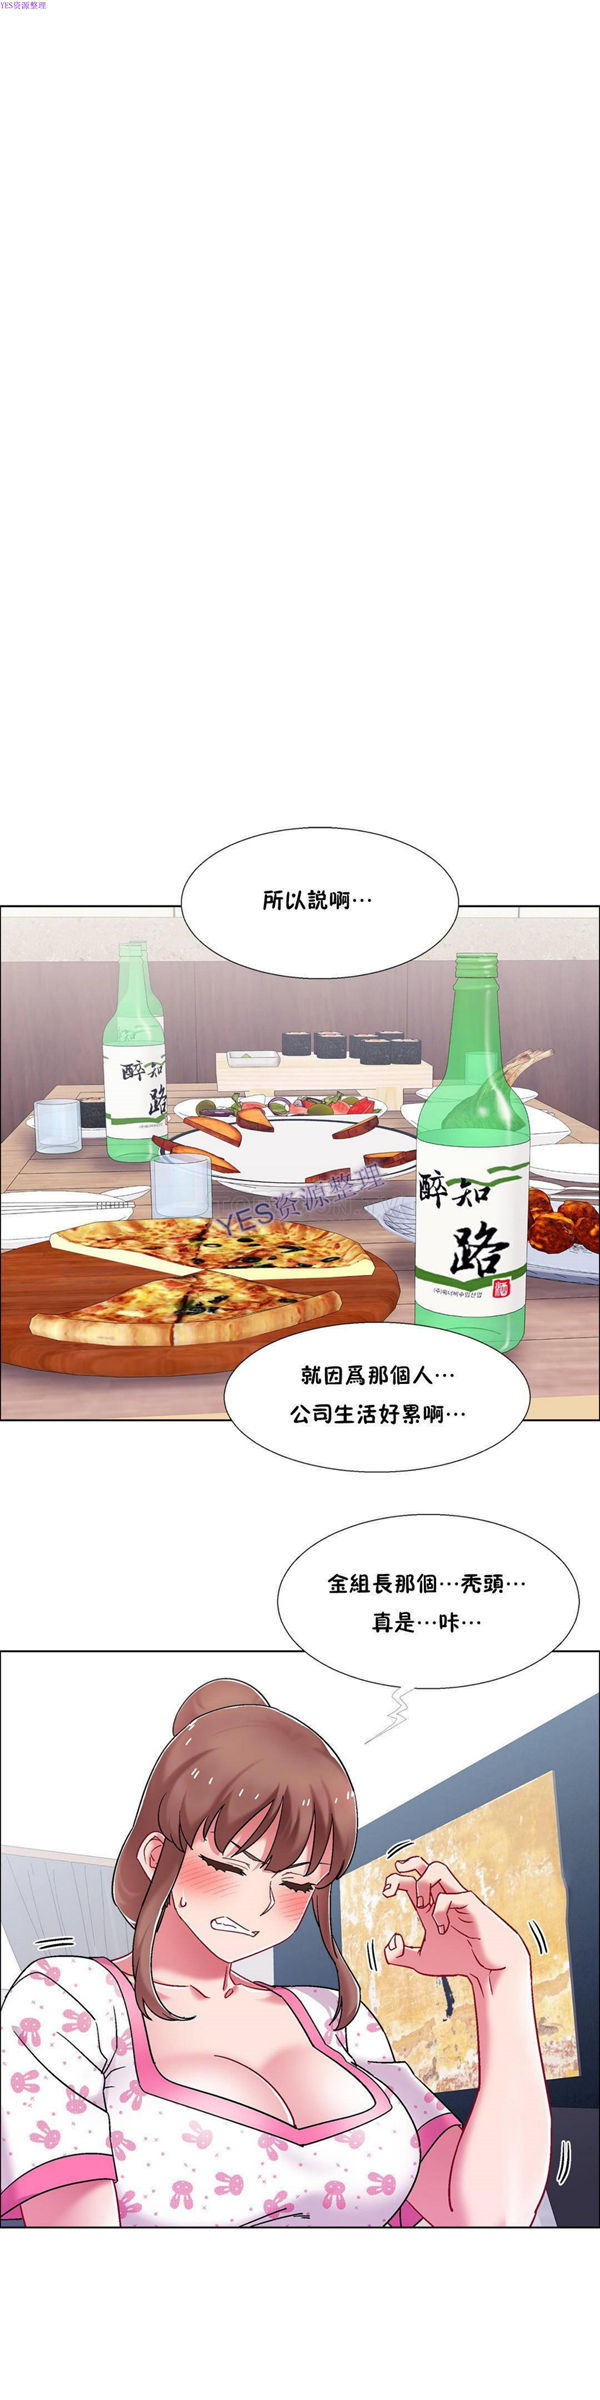 YES资源整理
所以説啊…
醉知
路
醉知
路
YES资源整理
就因爲那個人…
公司生活好累啊…
金組長那個…禿頭…
真是…咔…